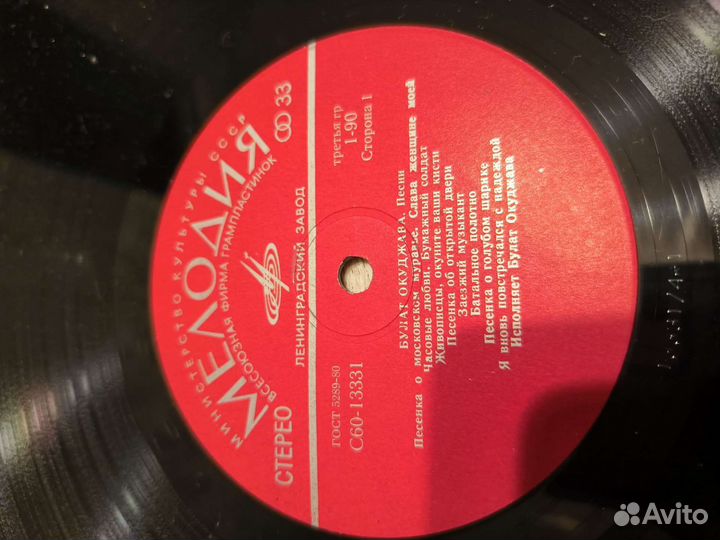 МИНИСТЕРСТВО КУЛЬТУРЫ СССР
МЕЛОДИЯ
ВСЕСОЮЗНАЯ ФИРМА ГРАМПЛАСТИНОК
СТЕРЕО
33
ЛЕНИНГРАДСКИЙ ЗАВОД
ГОСТ 5289-80
С60-13331
третья гр
1-90
Сторона 1
БУЛАТ ОКУДЖАВА. Песни
Песенка о московском муравье. Слава женщине моей
Часовые любви. Бумажный солдат
Живописцы, окуните ваши кисти
Песенка об открытой двери
Заезжий музыкант
Батальное полотно
Песенка о голубом шарике
Я вновь повстречался с надеждой
Исполняет Булат Окуджава
Avito